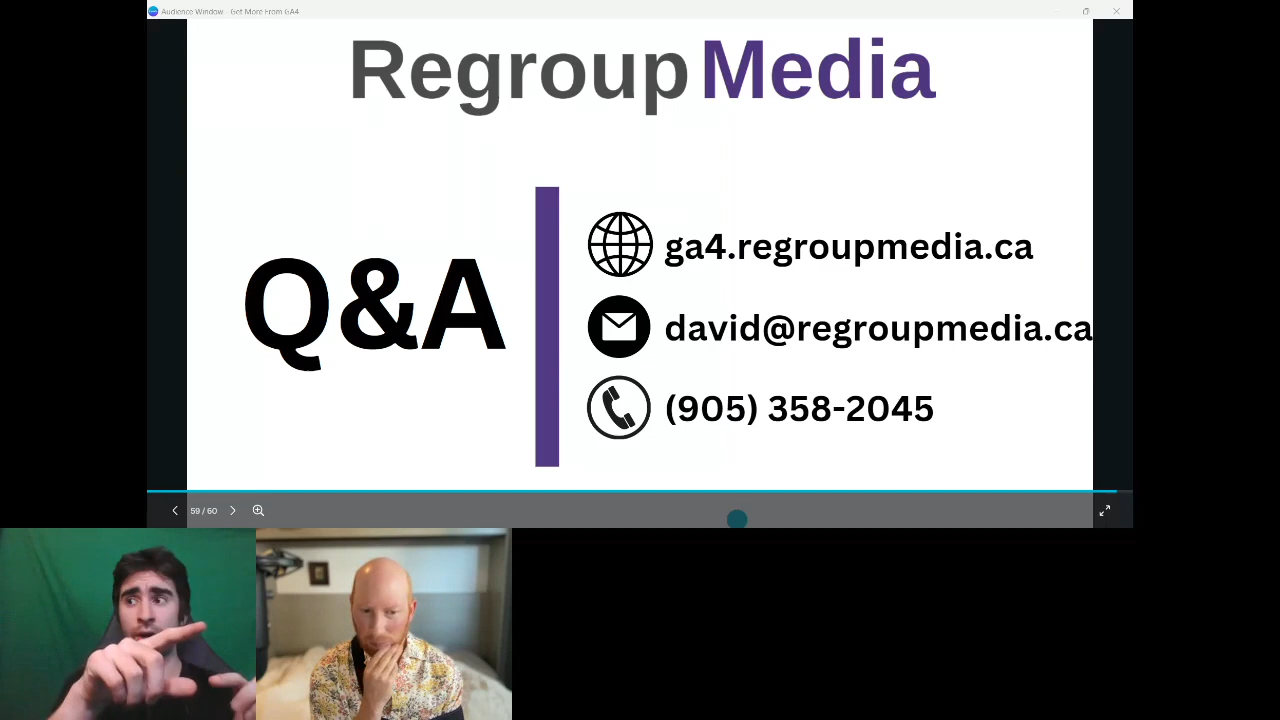 Audience Window - Get More From GA4
Regroup Media
Q&A
ga4.regroupmedia.ca
david@regroupmedia.ca
(905) 358-2045
59 / 60